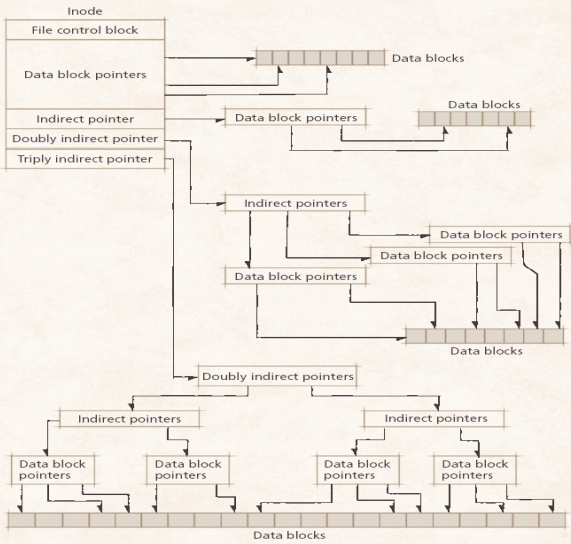 Inode
File control block
Data block pointers
Data blocks
Indirect pointer
Data block pointers
Data blocks
Doubly indirect pointer
Triply indirect pointer
Indirect pointers
Data block pointers
Data block pointers
Data block pointers
Data blocks
Doubly indirect pointers
Indirect pointers
Indirect pointers
Data block
pointers
Data block
pointers
Data block
pointers
Data block
pointers
Data blocks